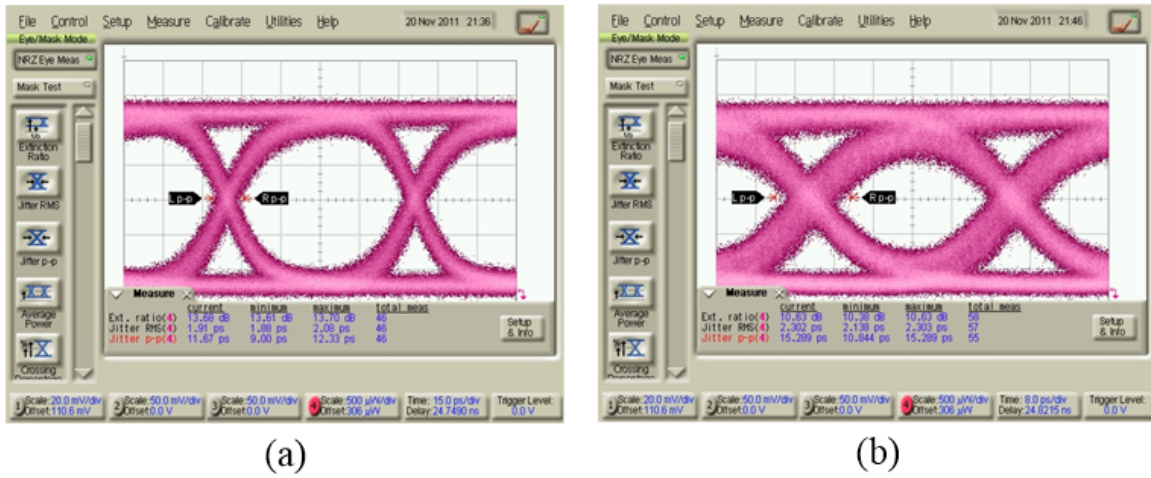 File Control Setup Measure Calibrate Utilities Help 20 Nov 2011 21:36
Eye/Mask Mode
NRZ Eye Meas
Mask Test
Extinction
Ratio
Jitter RMS
Jitter p-p
Average
Power
Crossing
L p-p R p-p
Measure
current minimum maximum total meas
Ext. ratio(4) 13.68 dB 13.61 dB 13.70 dB 46
Jitter RMS(4) 1.91 ps 1.88 ps 2.08 ps 46
Jitter p-p(4) 11.67 ps 9.00 ps 12.33 ps 46
Setup
& Info
1 Scale:20.0 mV/div
Offset:110.6 mV
2 Scale:50.0 mV/div
Offset:0.0 V
3 Scale:50.0 mV/div
Offset:0.0 V
4 Scale:500 µW/div
Offset:306 µW
Time: 15.0 ps/div
Delay:24.7490 ns
Trigger Level:
0.0 V
(a)
File Control Setup Measure Calibrate Utilities Help 20 Nov 2011 21:46
Eye/Mask Mode
NRZ Eye Meas
Mask Test
Extinction
Ratio
Jitter RMS
Jitter p-p
Average
Power
Crossing
L p-p R p-p
Measure
current minimum maximum total meas
Ext. ratio(4) 10.63 dB 10.38 dB 10.63 dB 58
Jitter RMS(4) 2.302 ps 2.138 ps 2.303 ps 57
Jitter p-p(4) 15.289 ps 10.844 ps 15.289 ps 55
Setup
& Info
1 Scale:20.0 mV/div
Offset:110.6 mV
2 Scale:50.0 mV/div
Offset:0.0 V
3 Scale:50.0 mV/div
Offset:0.0 V
4 Scale:500 µW/div
Offset:306 µW
Time: 8.0 ps/div
Delay:24.8215 ns
Trigger Level:
0.0 V
(b)